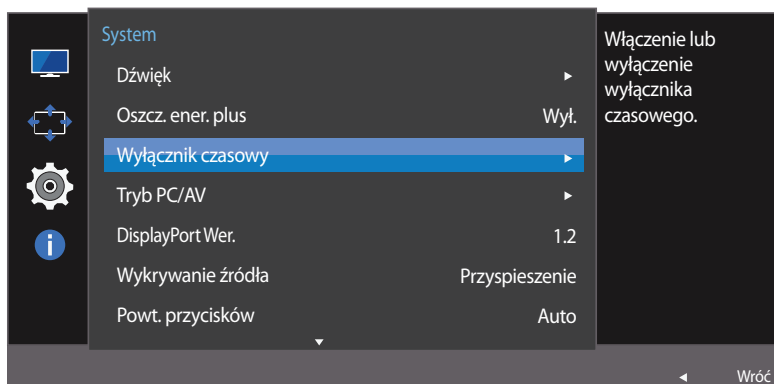 System
Dźwięk
Oszcz. ener. plus Wył.
Wyłącznik czasowy
Tryb PC/AV
DisplayPort Wer. 1.2
Wykrywanie źródła Przyspieszenie
Powt. przycisków Auto
Włączenie lub
wyłączenie
wyłącznika
czasowego.
Wróć